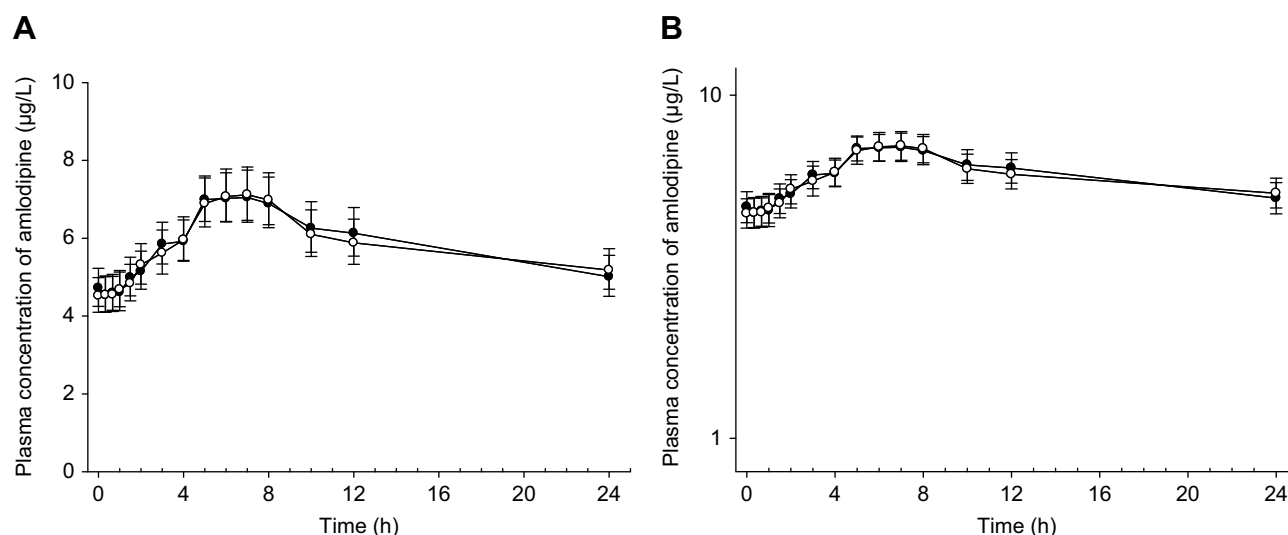 A
Plasma concentration of amlodipine (µg/L)
10
8
6
4
2
0
0 4 8 12 16 20 24
Time (h)
B
Plasma concentration of amlodipine (µg/L)
10
1
0 4 8 12 16 20 24
Time (h)